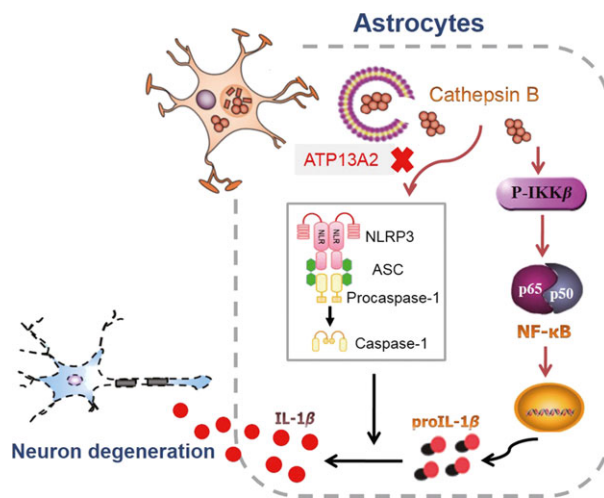 Astrocytes
Cathepsin B
ATP13A2
P-IKKβ
NLR NLR
NLRP3
ASC
Procaspase-1
Caspase-1
p65 p50
NF-κB
IL-1β
proIL-1β
Neuron degeneration